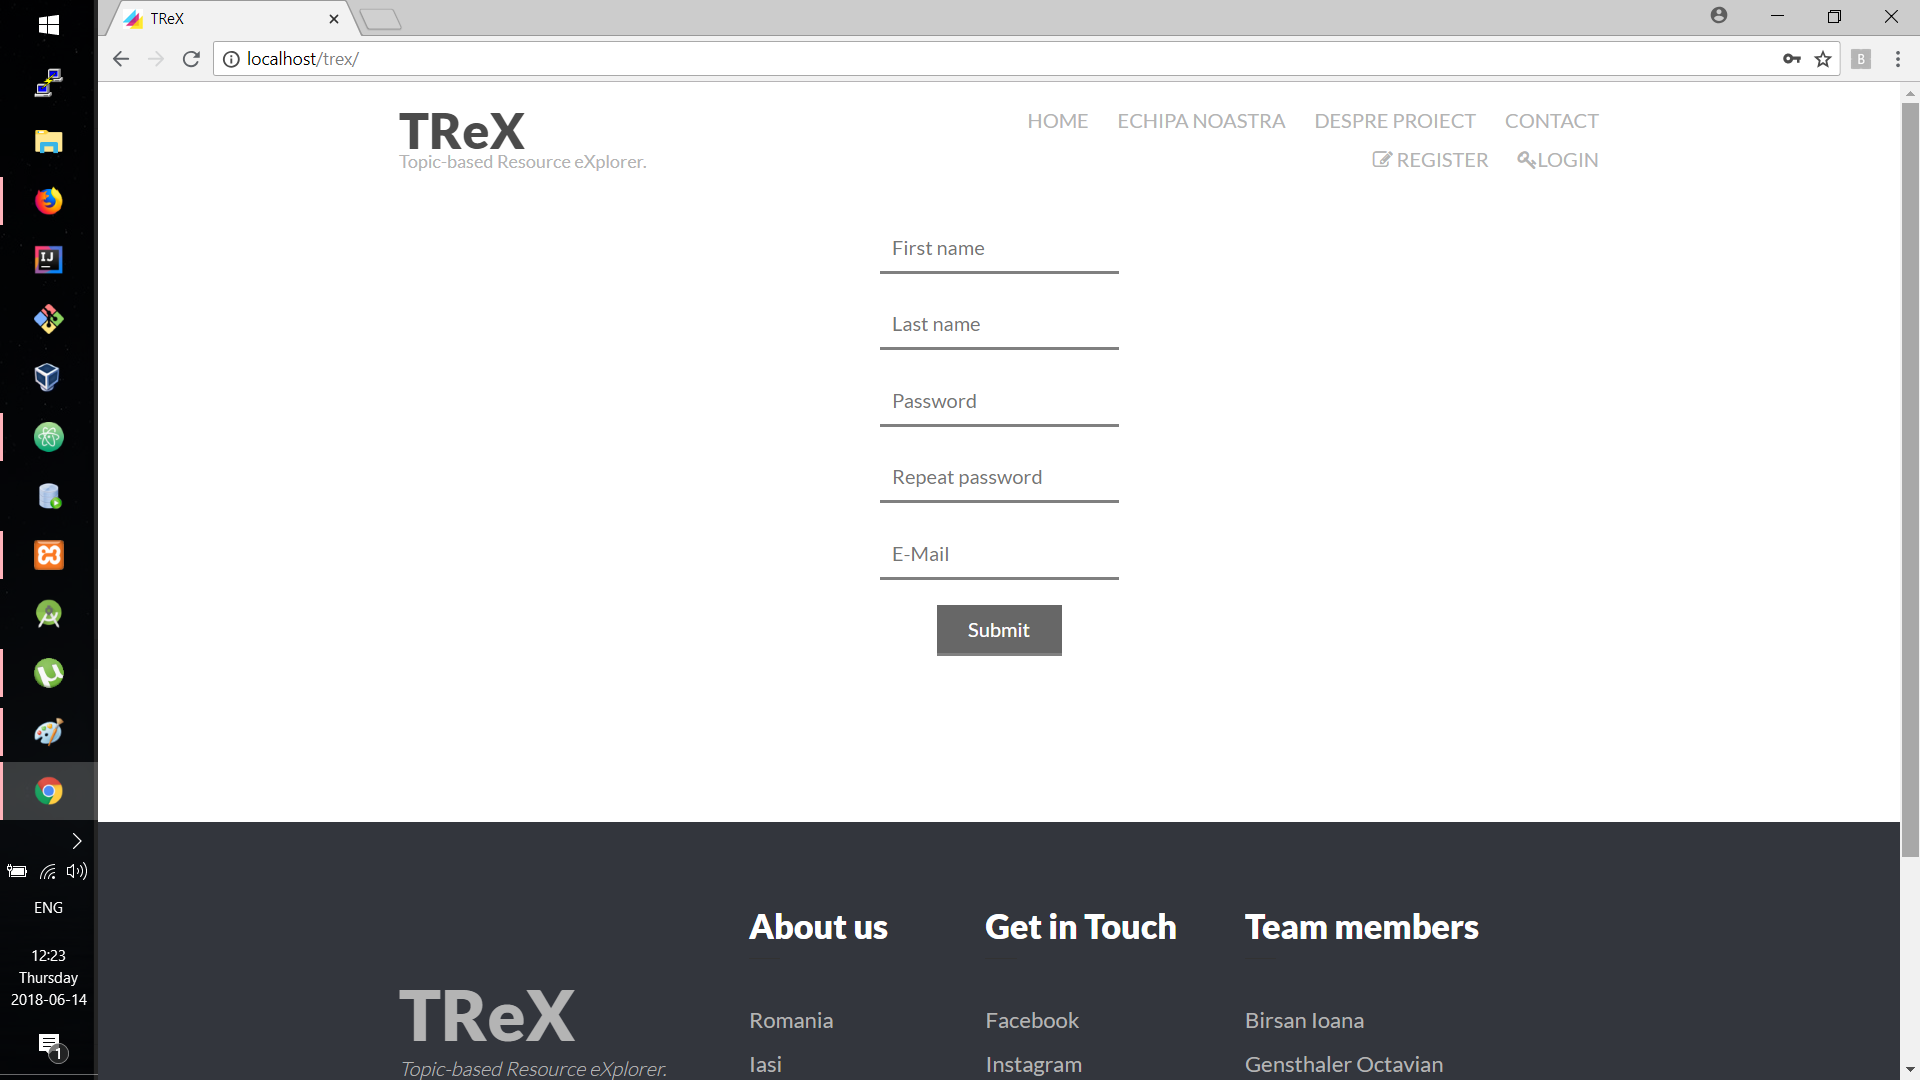 TReX
localhost/trex/
B
TReX
Topic-based Resource eXplorer.
HOME ECHIPA NOASTRA DESPRE PROIECT CONTACT
REGISTER LOGIN
First name
Last name
Password
Repeat password
E-Mail
Submit
About us
Get in Touch
Team members
TReX
Topic-based Resource eXplorer.
Romania
Iasi
Facebook
Instagram
Birsan Ioana
Gensthaler Octavian
IJ
ENG
12:23
Thursday
2018-06-14
1